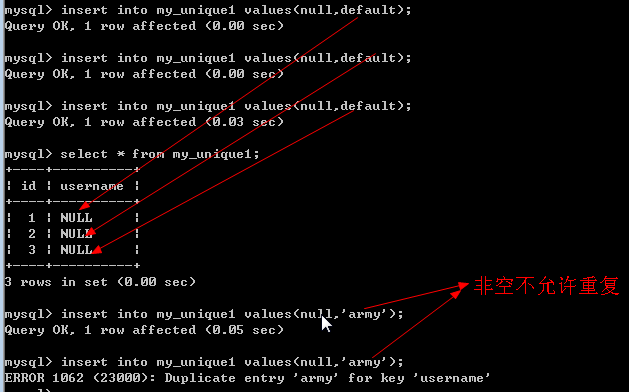 mysql> insert into my_unique1 values(null,default);
Query OK, 1 row affected (0.00 sec)
mysql> insert into my_unique1 values(null,default);
Query OK, 1 row affected (0.00 sec)
mysql> insert into my_unique1 values(null,default);
Query OK, 1 row affected (0.03 sec)
mysql> select * from my_unique1;
+----+----------+
| id | username |
+----+----------+
| 1 | NULL |
| 2 | NULL |
| 3 | NULL |
+----+----------+
3 rows in set (0.00 sec)
非空不允许重复
mysql> insert into my_unique1 values(null,'army');
Query OK, 1 row affected (0.05 sec)
mysql> insert into my_unique1 values(null,'army');
ERROR 1062 (23000): Duplicate entry 'army' for key 'username'